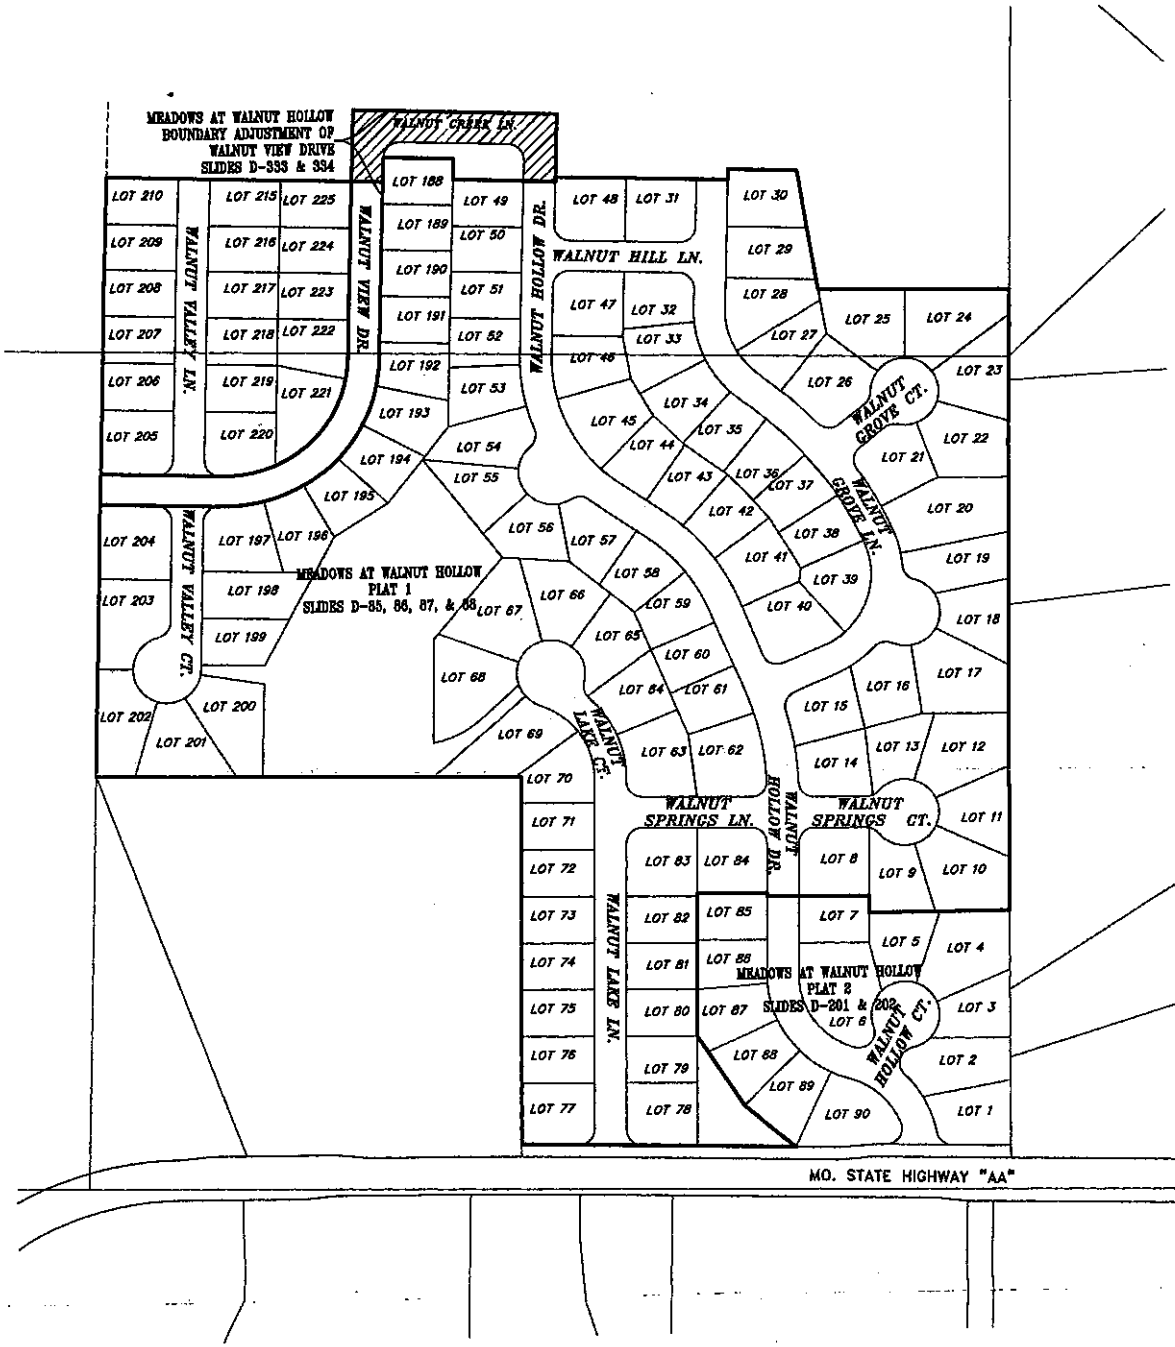 MEADOWS AT WALNUT HOLLOW
BOUNDARY ADJUSTMENT OF
WALNUT VIEW DRIVE
SLIDES D-333 & 334
WALNUT CREEK LN.
LOT 210
LOT 209
LOT 208
LOT 207
LOT 206
LOT 205
WALNUT VALLEY LN.
LOT 215
LOT 216
LOT 217
LOT 218
LOT 219
LOT 220
LOT 225
LOT 224
LOT 223
LOT 222
LOT 221
WALNUT VIEW DR.
LOT 188
LOT 189
LOT 190
LOT 191
LOT 192
LOT 193
LOT 194
LOT 195
LOT 196
LOT 197
LOT 198
LOT 199
LOT 200
LOT 201
LOT 202
LOT 203
LOT 204
WALNUT VALLEY CT.
MEADOWS AT WALNUT HOLLOW
PLAT 1
SLIDES D-85, 86, 87, & 88
LOT 49
LOT 50
LOT 51
LOT 52
LOT 53
LOT 54
LOT 55
LOT 56
LOT 57
LOT 58
LOT 59
LOT 60
LOT 61
LOT 62
LOT 63
LOT 64
LOT 65
LOT 66
LOT 67
LOT 68
LOT 69
LOT 70
LOT 71
LOT 72
LOT 73
LOT 74
LOT 75
LOT 76
LOT 77
WALNUT HOLLOW DR.
LOT 48
LOT 31
WALNUT HILL LN.
LOT 47
LOT 46
LOT 45
LOT 44
LOT 43
LOT 42
LOT 41
LOT 40
LOT 32
LOT 33
LOT 34
LOT 35
LOT 36
LOT 37
LOT 38
LOT 39
LOT 30
LOT 29
LOT 28
LOT 27
LOT 26
LOT 25
LOT 24
LOT 23
LOT 22
LOT 21
LOT 20
LOT 19
LOT 18
LOT 17
LOT 16
LOT 15
LOT 14
LOT 13
LOT 12
LOT 11
LOT 10
LOT 9
LOT 8
WALNUT
GROVE CT.
WALNUT
GROVE LN.
WALNUT
LAKE CT.
WALNUT
SPRINGS LN.
WALNUT
HOLLOW DR.
WALNUT
SPRINGS CT.
WALNUT LAKE LN.
LOT 83
LOT 84
LOT 82
LOT 81
LOT 80
LOT 79
LOT 78
LOT 85
LOT 86
LOT 87
LOT 88
LOT 89
LOT 90
LOT 7
LOT 6
LOT 5
LOT 4
LOT 3
LOT 2
LOT 1
MEADOWS AT WALNUT HOLLOW
PLAT 2
SLIDES D-201 & 202
WALNUT
HOLLOW CT.
MO. STATE HIGHWAY "AA"